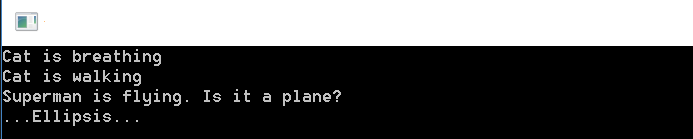 Cat is breathing
Cat is walking
Superman is flying. Is it a plane?
...Ellipsis...